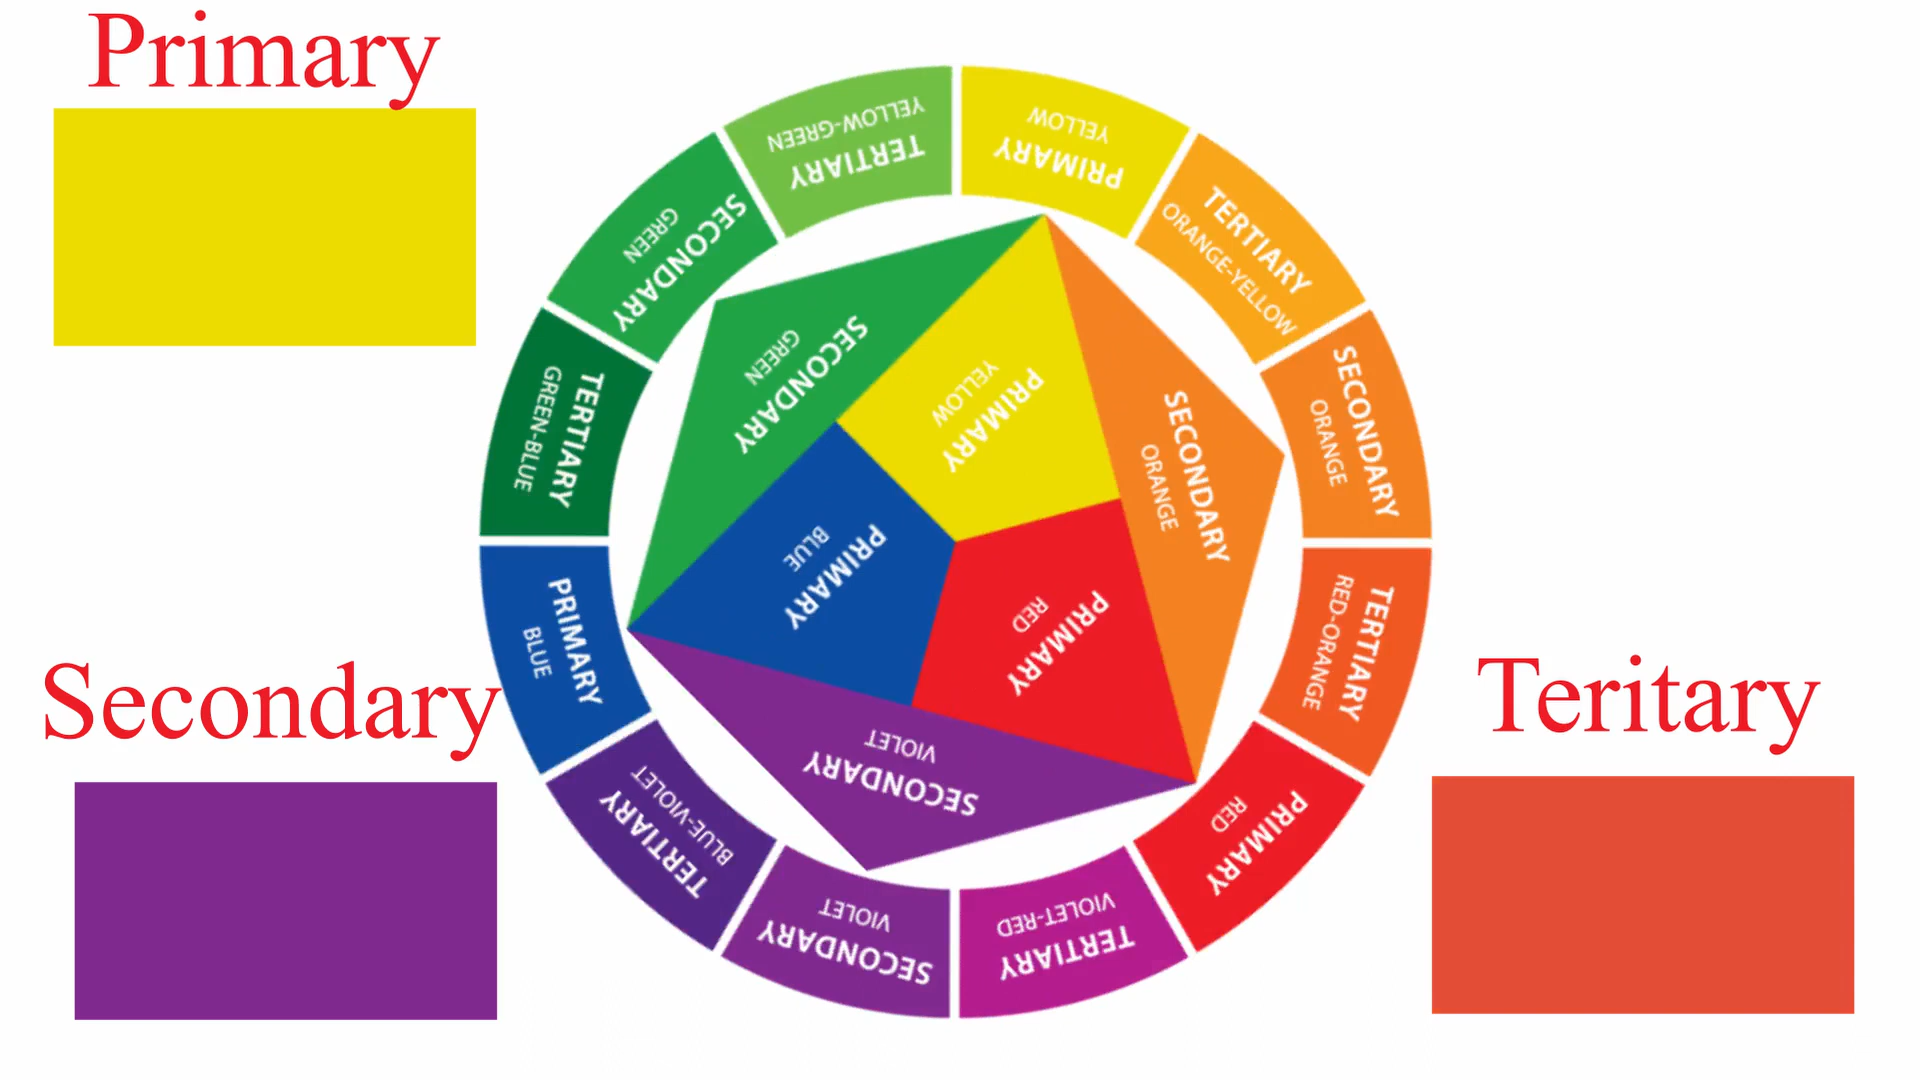 Primary
Secondary
Teritary
PRIMARY
YELLOW
TERTIARY
ORANGE-YELLOW
SECONDARY
ORANGE
TERTIARY
RED-ORANGE
PRIMARY
RED
TERTIARY
VIOLET-RED
SECONDARY
VIOLET
TERTIARY
BLUE-VIOLET
PRIMARY
BLUE
TERTIARY
GREEN-BLUE
SECONDARY
GREEN
TERTIARY
YELLOW-GREEN
SECONDARY
GREEN
PRIMARY
YELLOW
SECONDARY
ORANGE
PRIMARY
BLUE
PRIMARY
RED
SECONDARY
VIOLET